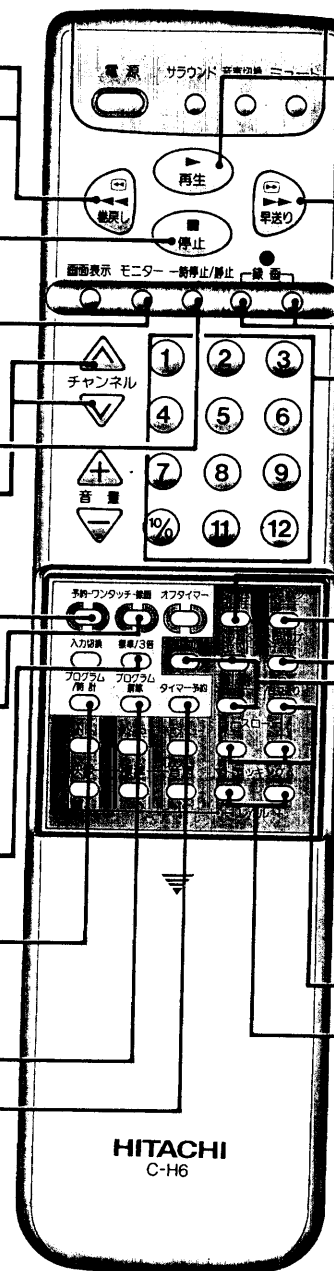 電源 サラウンド 音声切換 ミュート
再生
巻戻し
早送り
停止
画面表示 モニター 一時停止/静止 録画
1 2 3
チャンネル
4 5 6
7 8 9
音量
10/0 11 12
予約-ワンタッチ-録画 オフタイマー
入力切換 標準/3倍
プログラム/時計 プログラム タイマー予約
スロー
HITACHI
C-H6